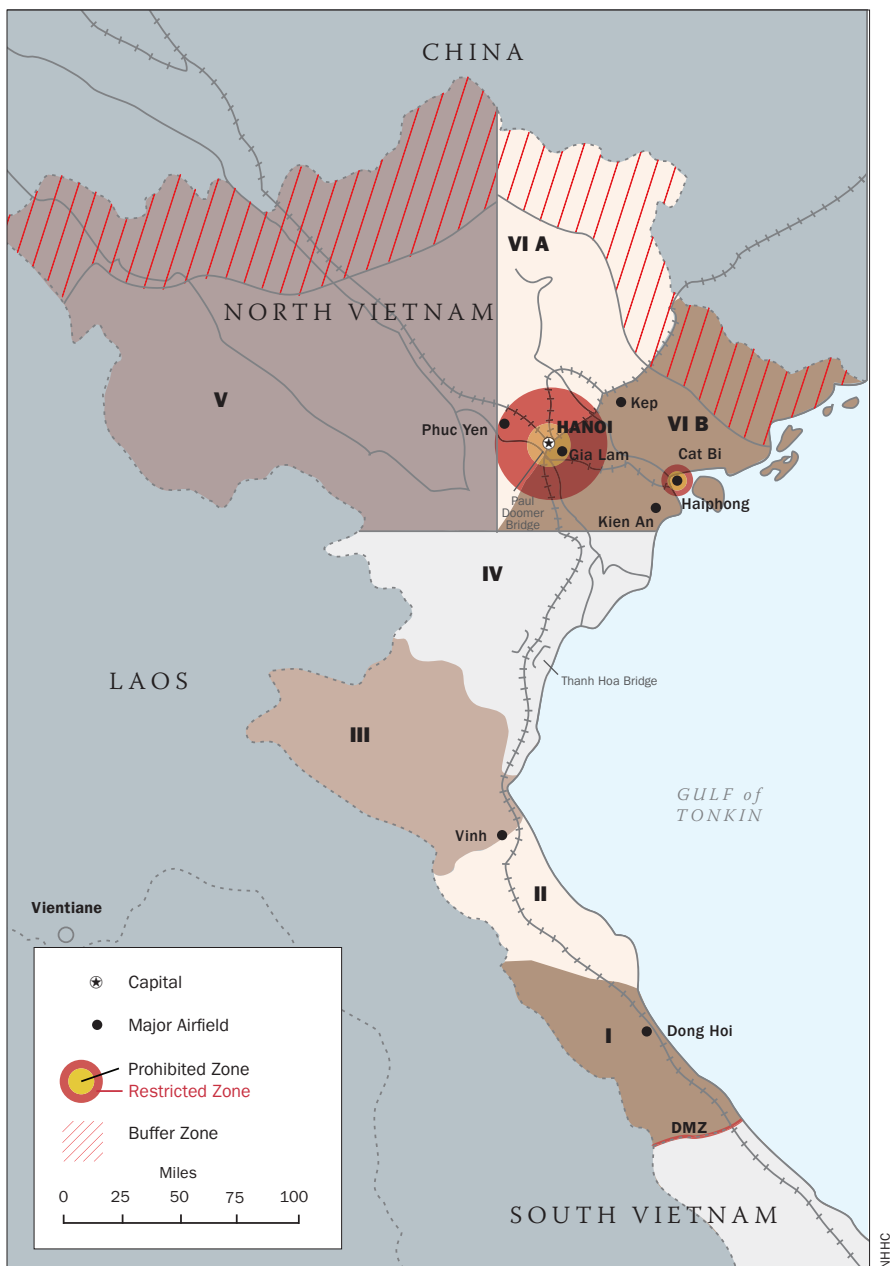 CHINA
VI A
NORTH VIETNAM
V
Kep
Phuc Yen
HANOI
VI B
Gia Lam
Cat Bi
Paul
Doomer
Bridge
Haiphong
Kien An
IV
LAOS
Thanh Hoa Bridge
III
GULF of
TONKIN
Vinh
II
Vientiane
Capital
Major Airfield
Prohibited Zone
Restricted Zone
Buffer Zone
Miles
0 25 50 75 100
I
Dong Hoi
DMZ
SOUTH VIETNAM
NHHC